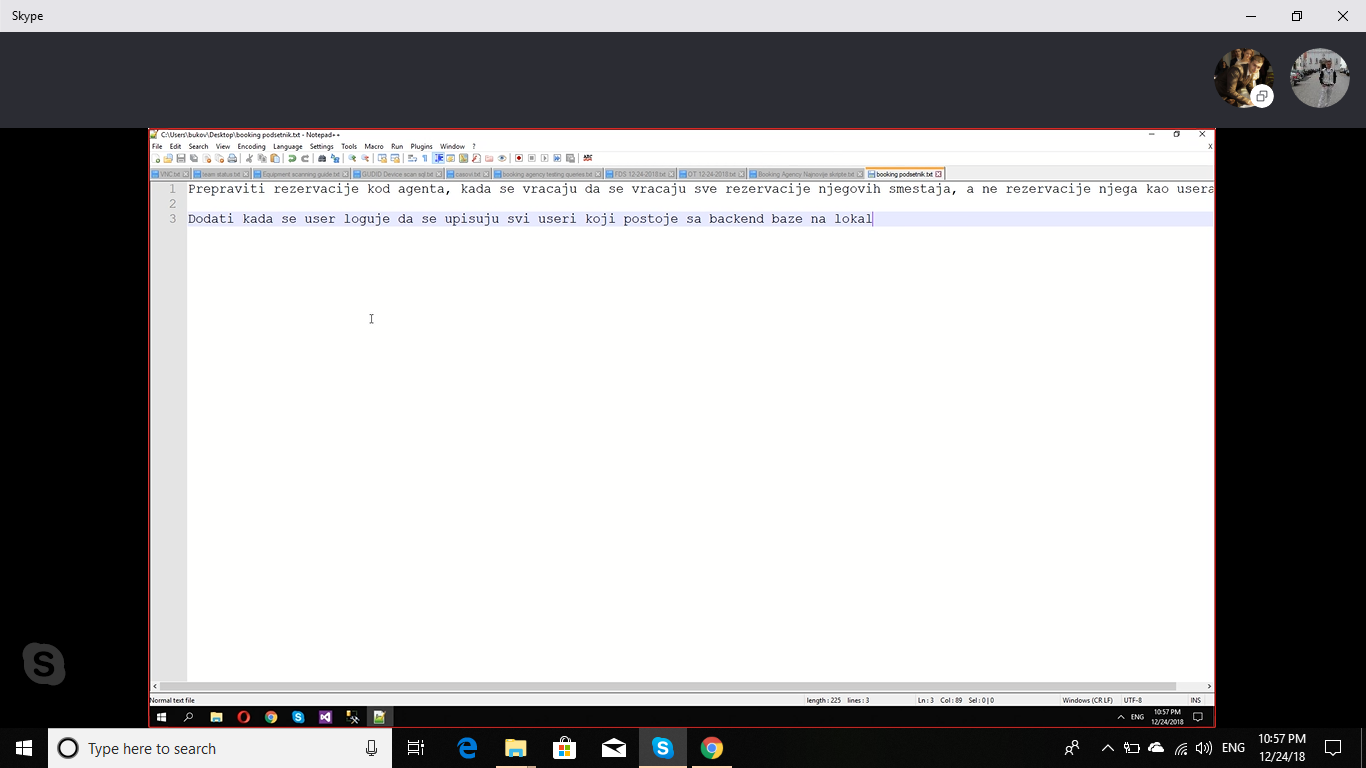 Skype
C:\Users\bukov\Desktop\booking podsetnik.txt - Notepad++
File Edit Search View Encoding Language Settings Tools Macro Run Plugins Window ? X
VNC.txt team status.txt Equipment scanning guide.txt GUDID Device scan sql.txt casovi.txt booking agency testing queries.txt FDS 12-24-2018.txt DT 12-24-2018.txt Booking Agency Najnovije skripte.txt booking podsetnik.txt
1 Prepraviti rezervacije kod agenta, kada se vracaju da se vracaju sve rezervacije njegovih smestaja, a ne rezervacije njega kao usera
2
3 Dodati kada se user loguje da se upisuju svi useri koji postoje sa backend baze na lokal
Normal text file length : 225 lines : 3 Ln : 3 Col : 89 Sel : 0 | 0 Windows (CR LF) UTF-8 INS
ENG 10:57 PM
12/24/2018
Type here to search ENG 10:57 PM
12/24/18